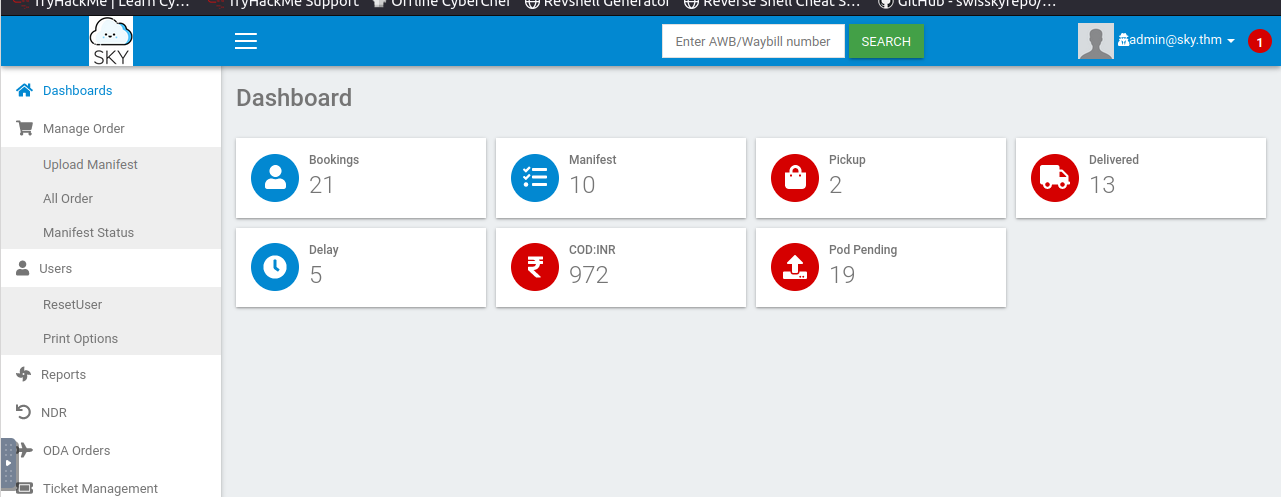 TryHackMe | Learn Cy… TryHackMe Support Offline CyberChef Revshell Generator Reverse Shell Cheat S… GitHub - swisskyrepo/…
SKY
Enter AWB/Waybill number
SEARCH
admin@sky.thm
1
Dashboards
Manage Order
Upload Manifest
All Order
Manifest Status
Users
ResetUser
Print Options
Reports
NDR
ODA Orders
Ticket Management
Dashboard
Bookings
21
Manifest
10
Pickup
2
Delivered
13
Delay
5
COD:INR
972
Pod Pending
19